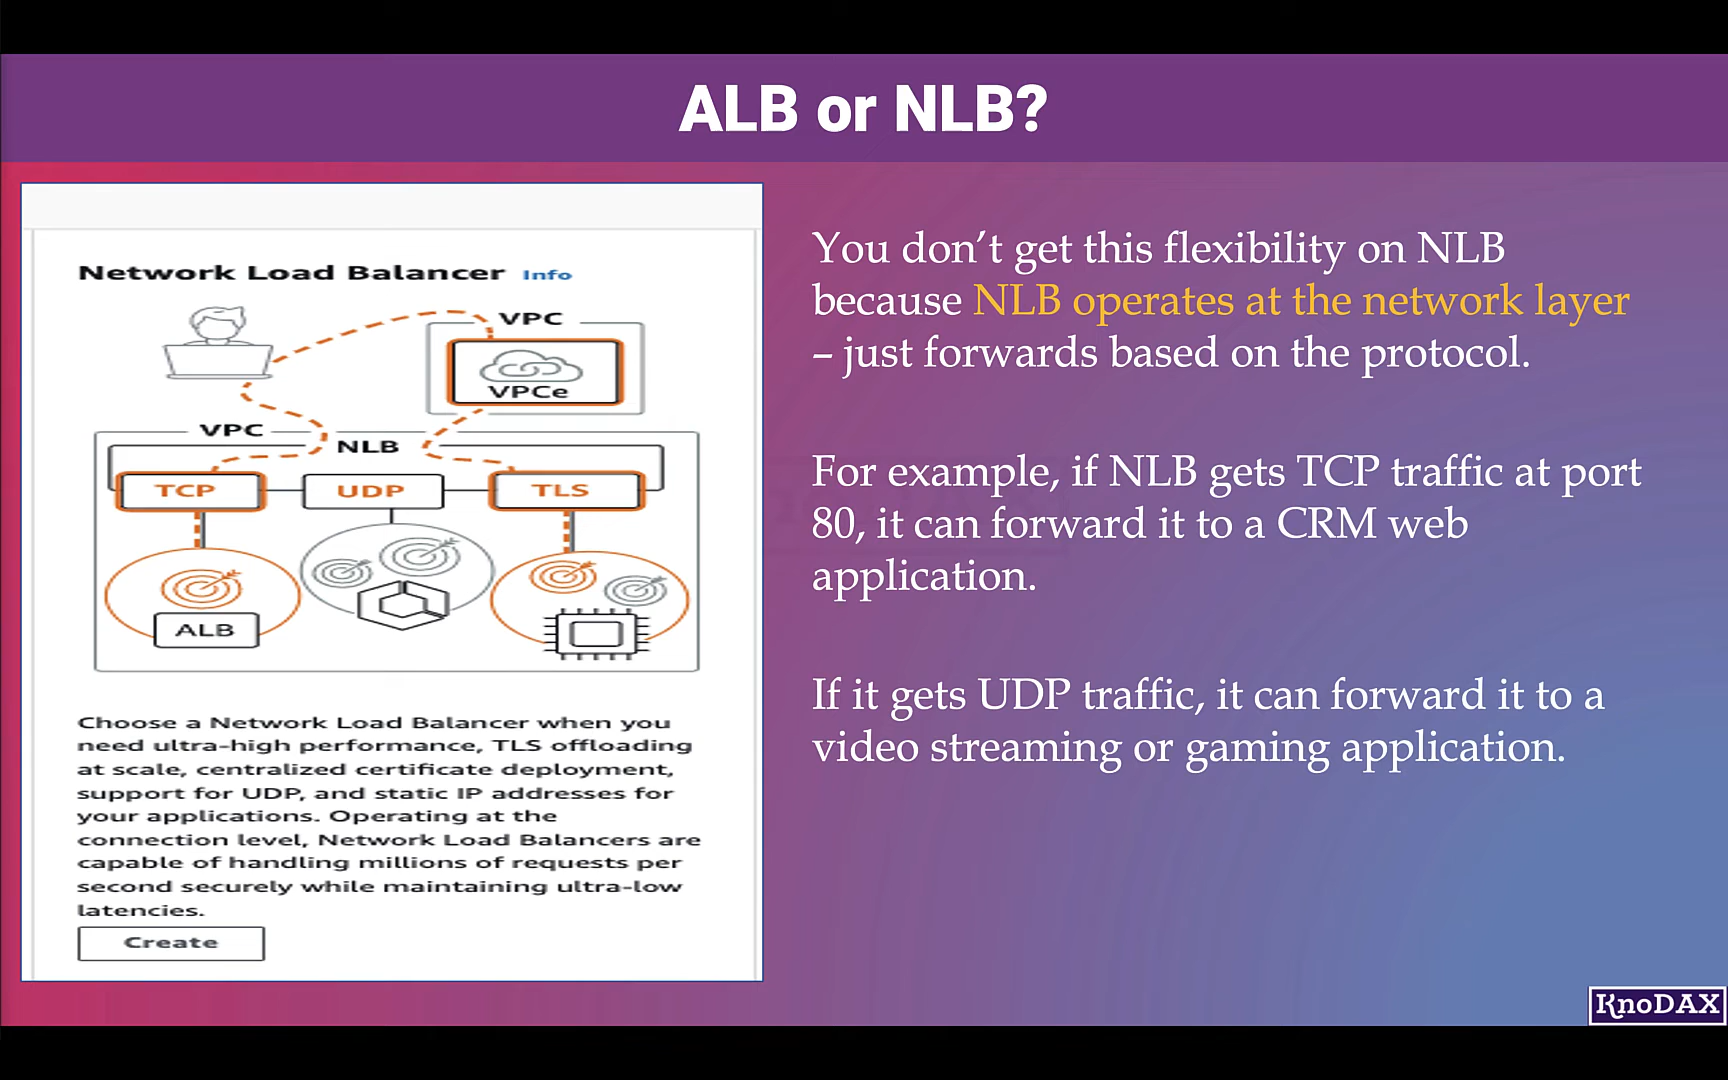 ALB or NLB?
Network Load Balancer Info
VPC
VPCe
VPC
NLB
TCP
UDP
TLS
ALB
Choose a Network Load Balancer when you
need ultra-high performance, TLS offloading
at scale, centralized certificate deployment,
support for UDP, and static IP addresses for
your applications. Operating at the
connection level, Network Load Balancers are
capable of handling millions of requests per
second securely while maintaining ultra-low
latencies.
Create
You don’t get this flexibility on NLB
because NLB operates at the network layer
– just forwards based on the protocol.
For example, if NLB gets TCP traffic at port
80, it can forward it to a CRM web
application.
If it gets UDP traffic, it can forward it to a
video streaming or gaming application.
KnoDAX